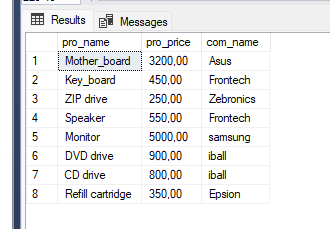 Results Messages
pro_name pro_price com_name
1 Mother_board 3200,00 Asus
2 Key_board 450,00 Frontech
3 ZIP drive 250,00 Zebronics
4 Speaker 550,00 Frontech
5 Monitor 5000,00 samsung
6 DVD drive 900,00 iball
7 CD drive 800,00 iball
8 Refill cartridge 350,00 Epsion